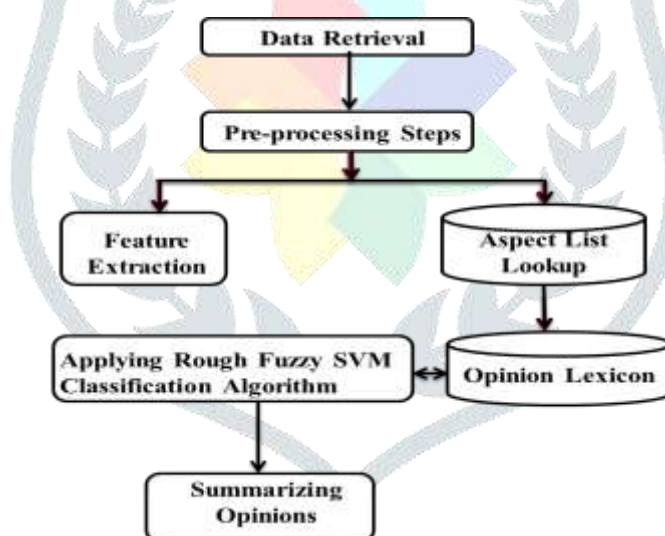 Data Retrieval
Pre-processing Steps
Feature
Extraction
Aspect List
Lookup
Applying Rough Fuzzy SVM
Classification Algorithm
Opinion Lexicon
Summarizing
Opinions